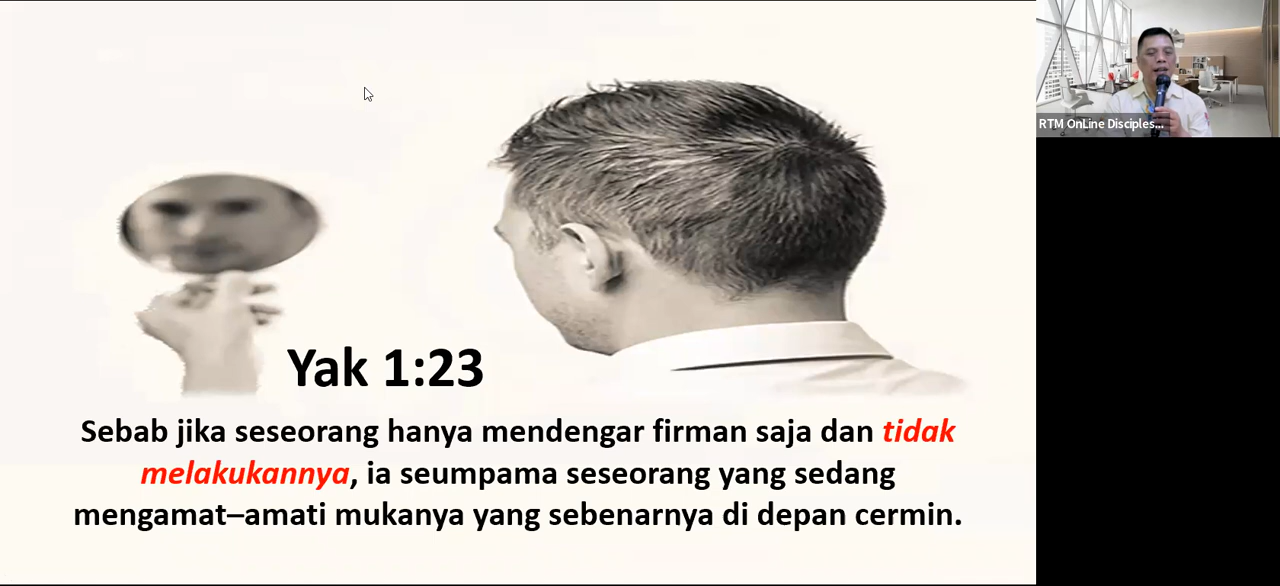 RTM OnLine Disciples...
Yak 1:23
Sebab jika seseorang hanya mendengar firman saja dan tidak
melakukannya, ia seumpama seseorang yang sedang
mengamat–amati mukanya yang sebenarnya di depan cermin.